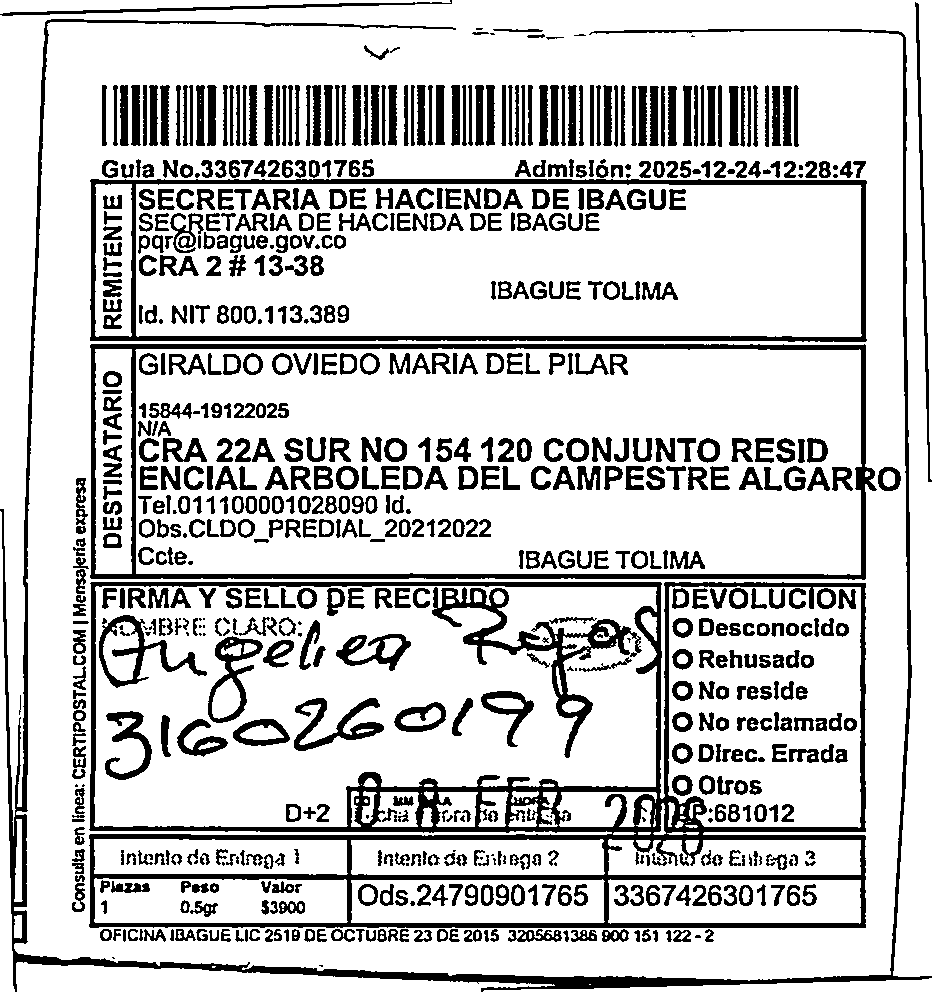 Guia No.3367426301765 Admisión: 2025-12-24-12:28:47
REMITENTE
SECRETARIA DE HACIENDA DE IBAGUE
SECRETARIA DE HACIENDA DE IBAGUE
pqr@ibague.gov.co
CRA 2 # 13-38
IBAGUE TOLIMA
Id. NIT 800.113.389
DESTINATARIO
GIRALDO OVIEDO MARIA DEL PILAR
15844-19122025
N/A
CRA 22A SUR NO 154 120 CONJUNTO RESID
ENCIAL ARBOLEDA DEL CAMPESTRE ALGARRO
Tel.011100001028090 Id.
Obs.CLDO_PREDIAL_20212022
Ccte. IBAGUE TOLIMA
Consulta en línea: CERTIPOSTAL.COM | Mensajería expresa
FIRMA Y SELLO DE RECIBIDO
NOMBRE CLARO:
Angelica Rojas
3160260199
D+2
08 FEB 2026
DEVOLUCION
Desconocido
Rehusado
No reside
No reclamado
Direc. Errada
Otros
CP:681012
Intento de Entrega 1 Intento de Entrega 2 Intento de Entrega 3
Piezas Peso Valor
1 0.5gr $3900
Ods.24790901765 3367426301765
OFICINA IBAGUE LIC 2519 DE OCTUBRE 23 DE 2015 3205681386 900 151 122 - 2